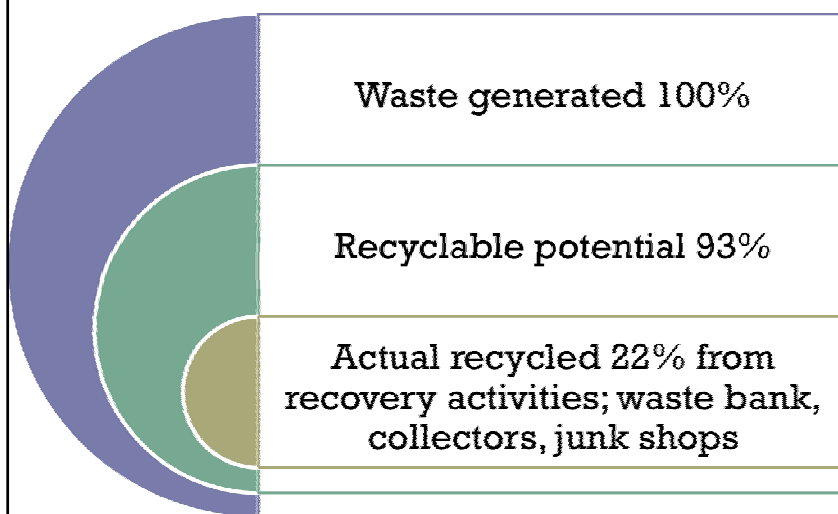 Waste generated 100%
Recyclable potential 93%
Actual recycled 22% from
recovery activities; waste bank,
collectors, junk shops